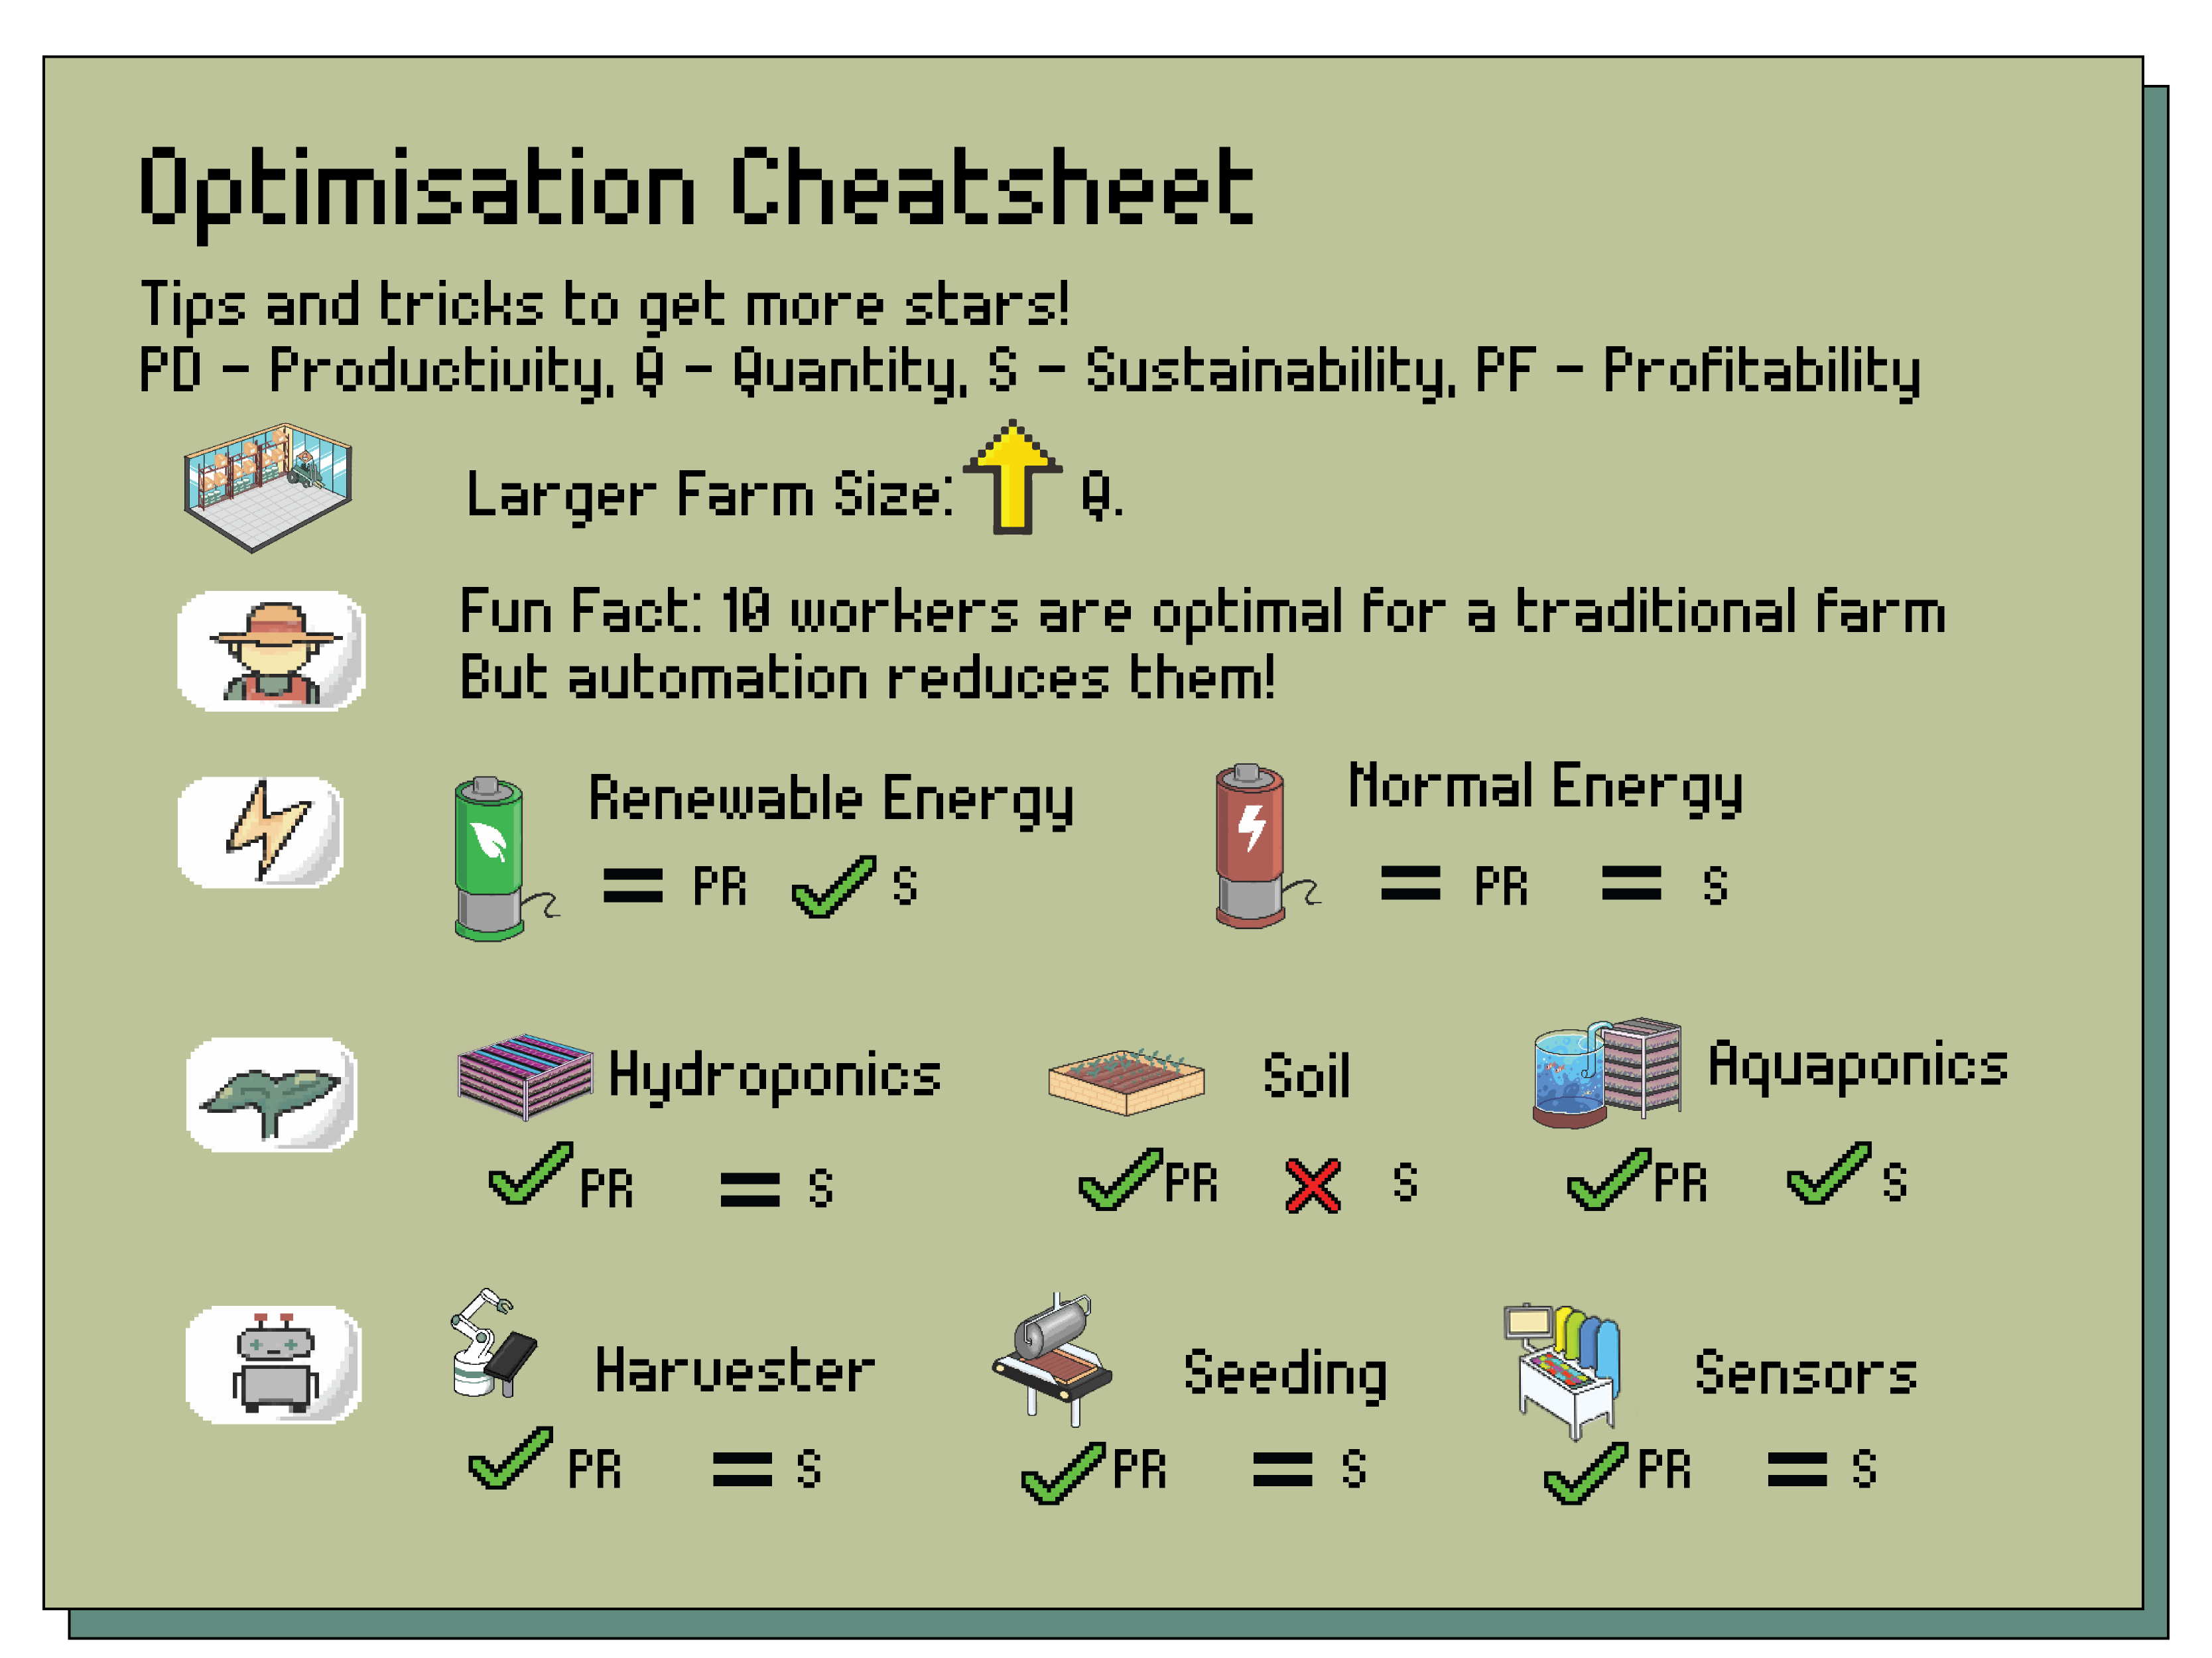 Optimisation Cheatsheet
Tips and tricks to get more stars!
PD - Productivity, Q - Quantity, S - Sustainability, PF - Profitability
Larger Farm Size: Q.
Fun Fact: 10 workers are optimal for a traditional farm
But automation reduces them!
Renewable Energy
Normal Energy
= PR S
= PR = S
Hydroponics
Soil
Aquaponics
PR = S
PR S
PR S
Harvester
Seeding
Sensors
PR = S
PR = S
PR = S